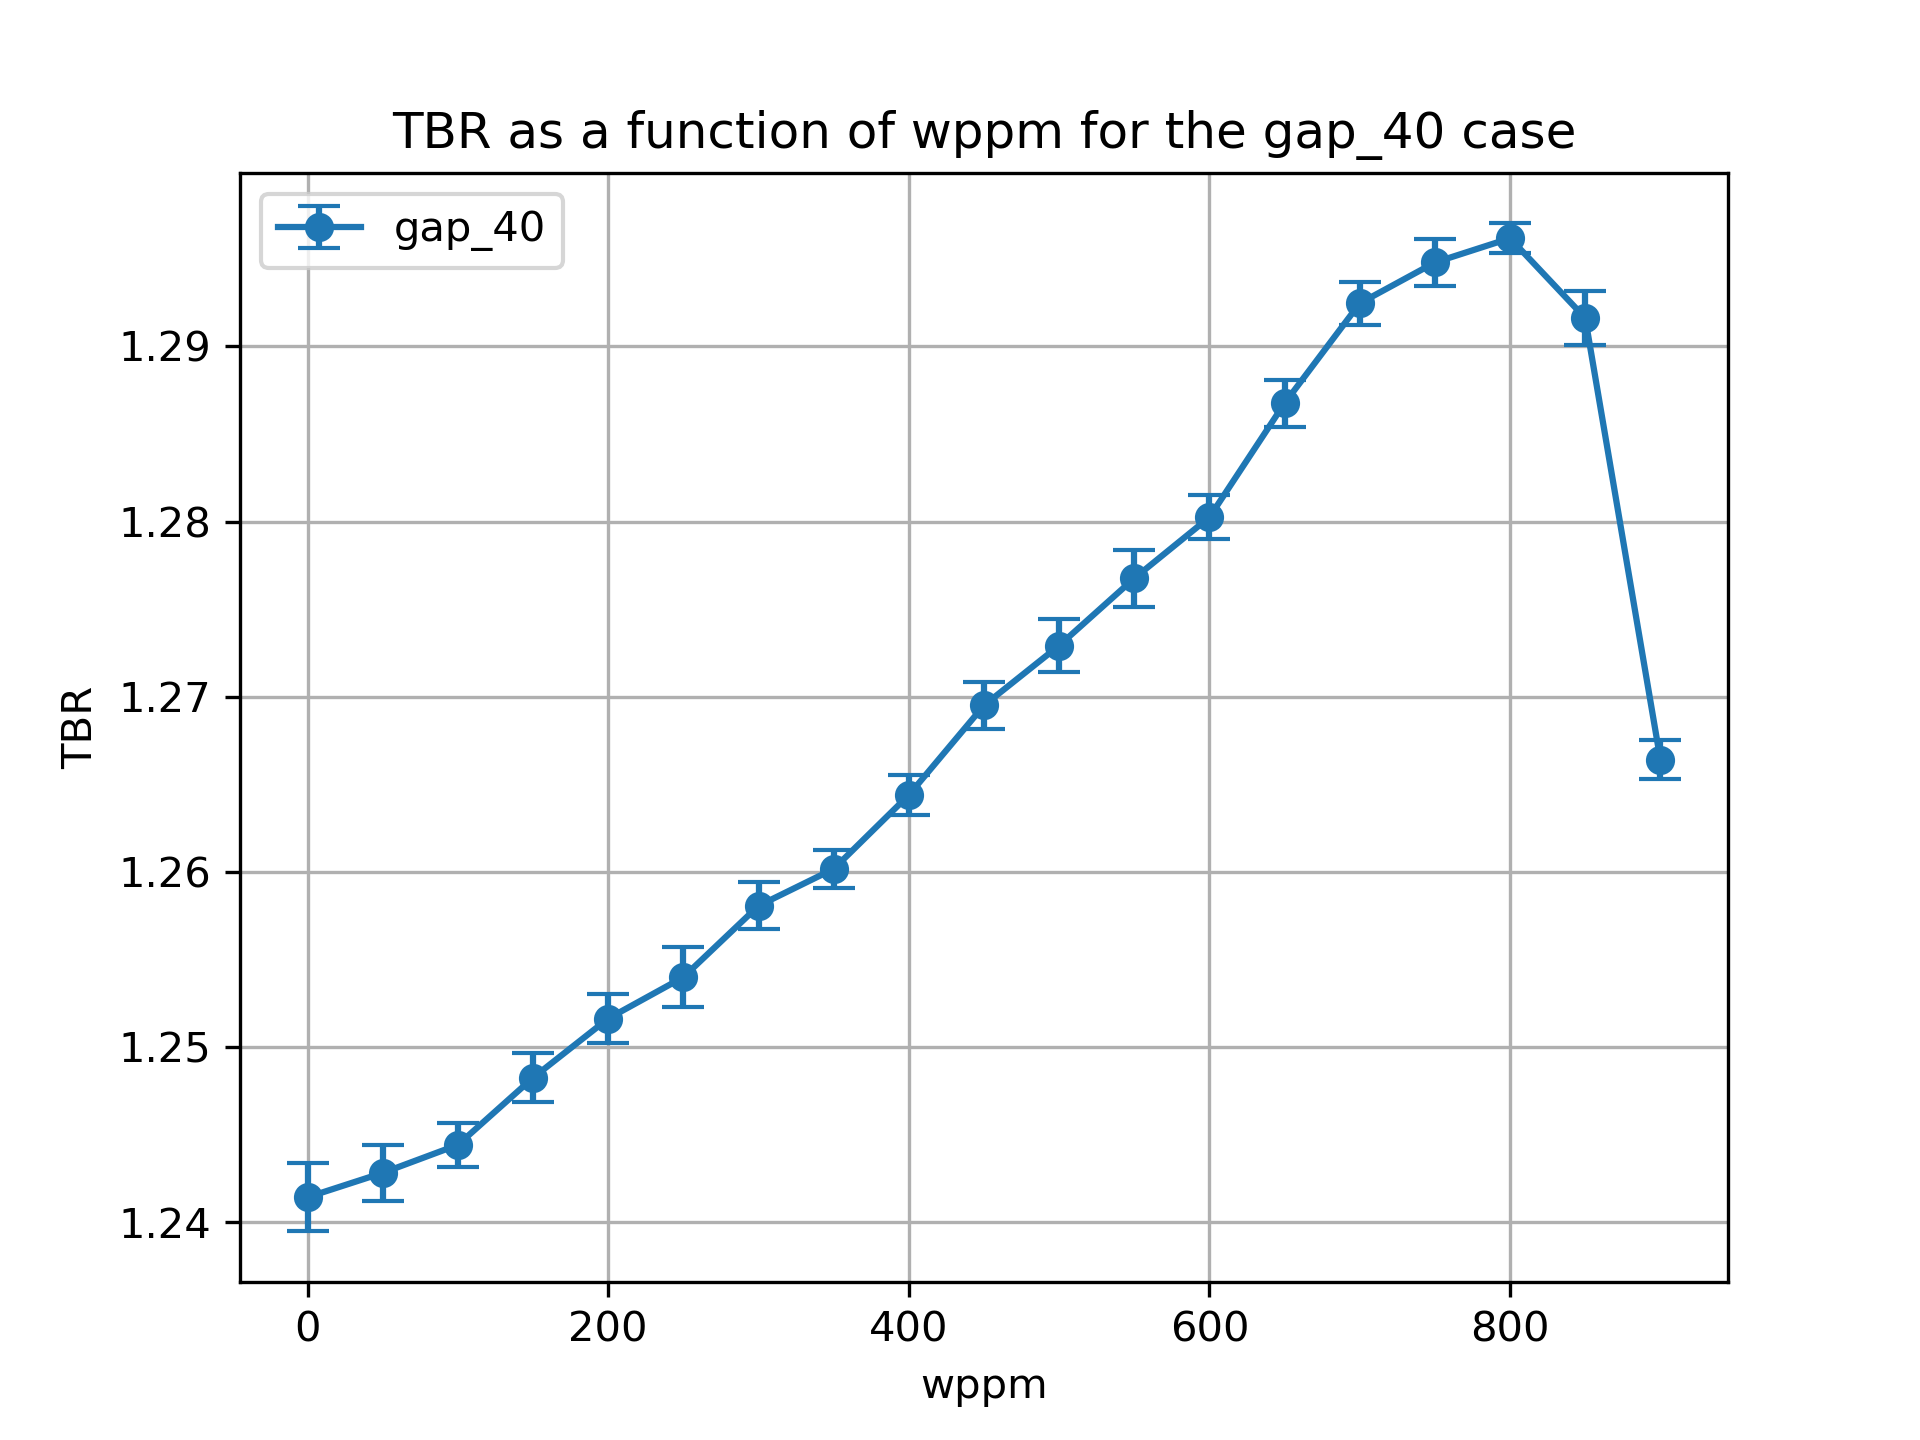 TBR as a function of wppm for the gap_40 case
gap_40
1.29
1.28
1.27
1.26
1.25
1.24
TBR
0 200 400 600 800
wppm